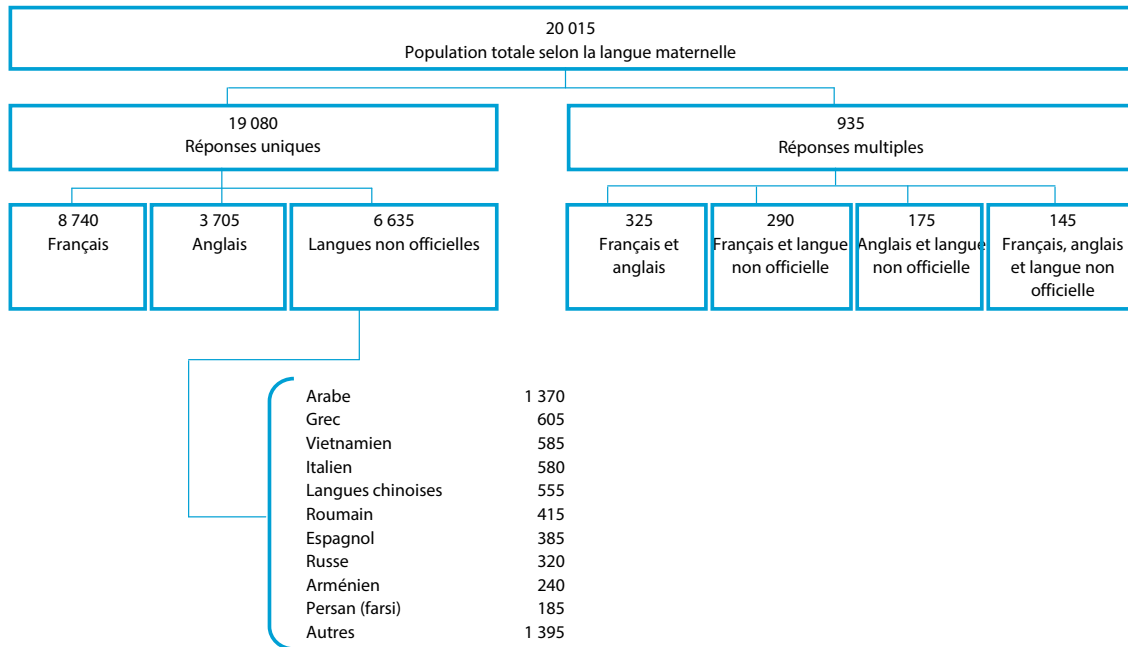 20 015
Population totale selon la langue maternelle
19 080
Réponses uniques
935
Réponses multiples
8 740
Français
3 705
Anglais
6 635
Langues non officielles
325
Français et
anglais
290
Français et langue
non officielle
175
Anglais et langue
non officielle
145
Français, anglais
et langue non
officielle
Arabe 1 370
Grec 605
Vietnamien 585
Italien 580
Langues chinoises 555
Roumain 415
Espagnol 385
Russe 320
Arménien 240
Persan (farsi) 185
Autres 1 395